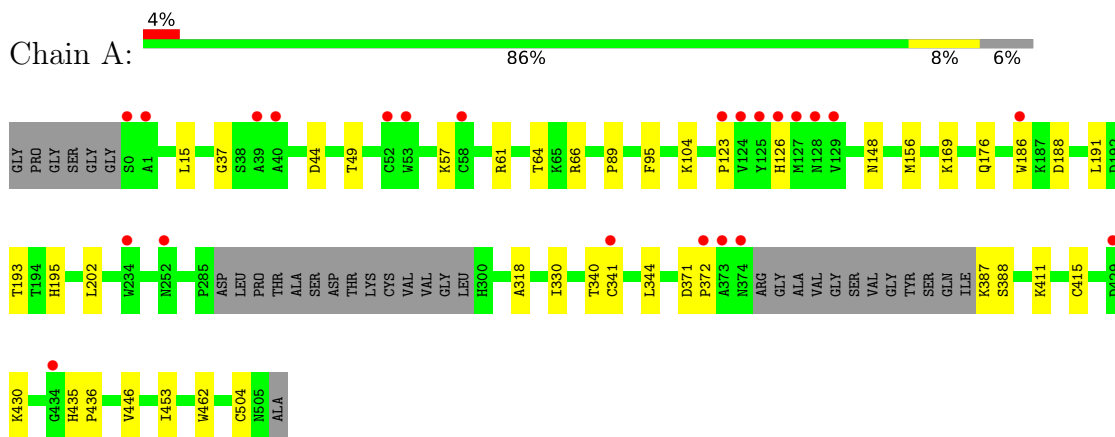 4%
Chain A:
86% 8% 6%
GLY PRO GLY SER GLY GLY S0 A1 L15 G37 S38 A39 A40 D44 T49 C52 W53 K57 C58 R61 T64 K65 R66 P89 F95 K104 P123 V124 Y125 H126 M127 N128 V129 N148 M156 K169 Q176 W186 K187 D188 L191
T193 T194 H195 L202 W234 N252 P285 ASP LEU PRO THR ALA SER ASP THR LYS CYS VAL VAL GLY LEU H300 A318 I330 T340 C341 L344 D371 P372 A373 N374 ARG GLY ALA VAL GLY SER VAL GLY TYR SER GLN ILE K387 S388 K411 C415
K430 G434 H435 P436 V446 I453 W462 C504 N505 ALA